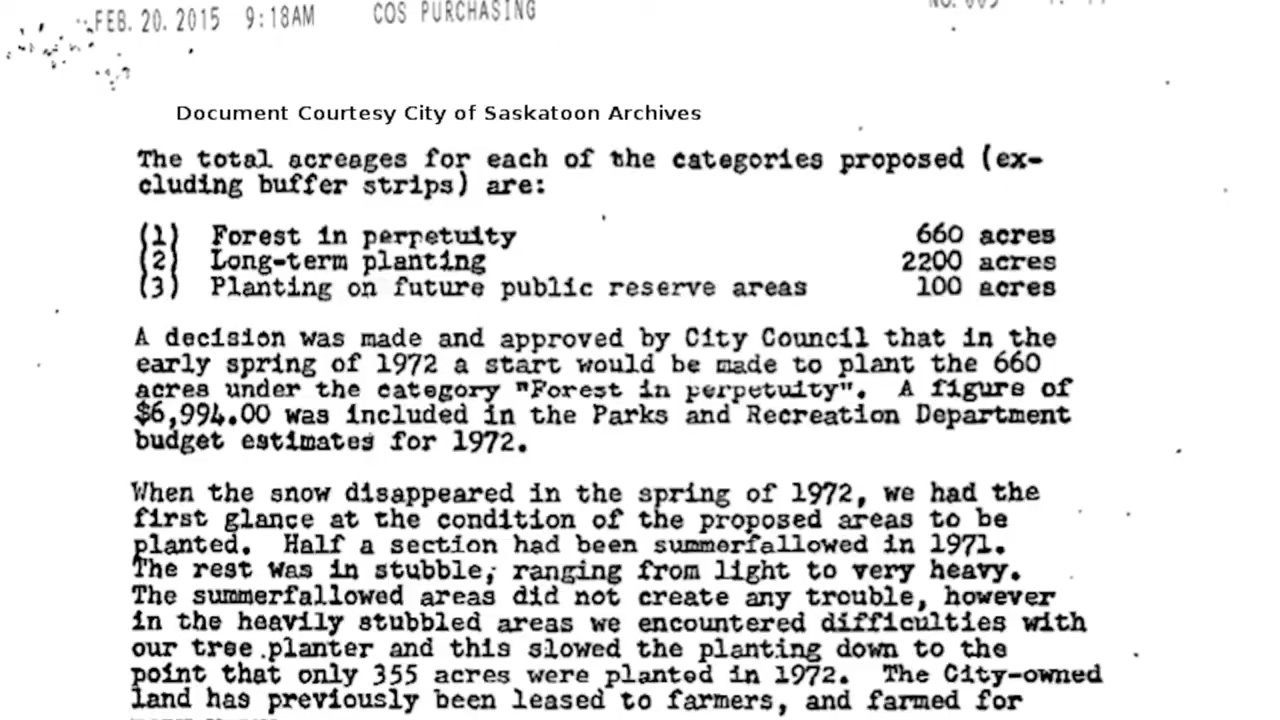 FEB. 20. 2015 9:18AM COS PURCHASING
Document Courtesy City of Saskatoon Archives
The total acreages for each of the categories proposed (ex-
cluding buffer strips) are:
(1) Forest in perpetuity 660 acres
(2) Long-term planting 2200 acres
(3) Planting on future public reserve areas 100 acres
A decision was made and approved by City Council that in the
early spring of 1972 a start would be made to plant the 660
acres under the category "Forest in perpetuity". A figure of
$6,994.00 was included in the Parks and Recreation Department
budget estimates for 1972.
When the snow disappeared in the spring of 1972, we had the
first glance at the condition of the proposed areas to be
planted. Half a section had been summerfallowed in 1971.
The rest was in stubble, ranging from light to very heavy.
The summerfallowed areas did not create any trouble, however
in the heavily stubbled areas we encountered difficulties with
our tree planter and this slowed the planting down to the
point that only 355 acres were planted in 1972. The City-owned
land has previously been leased to farmers, and farmed for